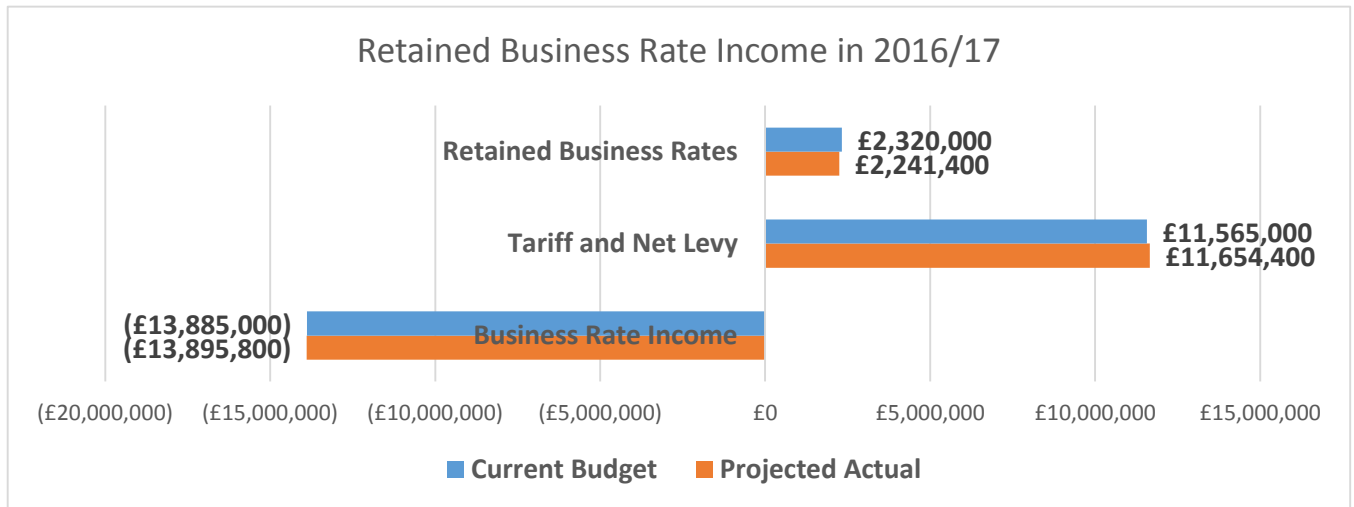 Retained Business Rate Income in 2016/17
Retained Business Rates
£2,320,000
£2,241,400
Tariff and Net Levy
£11,565,000
£11,654,400
(£13,885,000)
(£13,895,800)
Business Rate Income
(£20,000,000) (£15,000,000) (£10,000,000) (£5,000,000) £0 £5,000,000 £10,000,000 £15,000,000
Current Budget Projected Actual